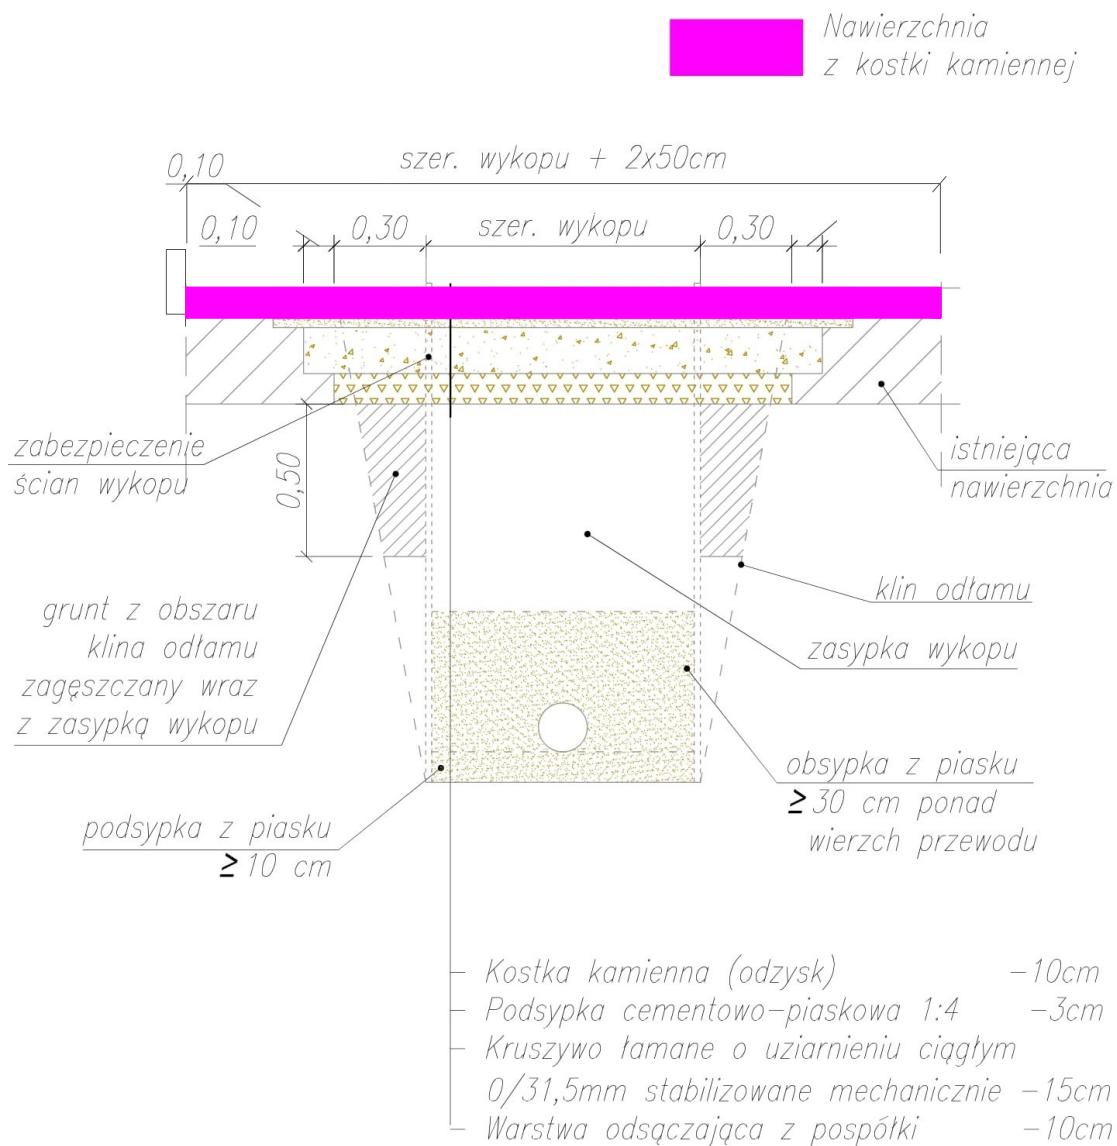 Nawierzchnia
z kostki kamiennej
0,10
szer. wykopu + 2x50cm
0,10
0,30
szer. wykopu
0,30
zabezpieczenie
ścian wykopu
0,50
istniejąca
nawierzchnia
grunt z obszaru
klina odłamu
zagęszczany wraz
z zasypką wykopu
klin odłamu
zasypka wykopu
podsypka z piasku
≥ 10 cm
obsypka z piasku
≥ 30 cm ponad
wierzch przewodu
Kostka kamienna (odzysk) -10cm
Podsypka cementowo-piaskowa 1:4 -3cm
Kruszywo łamane o uziarnieniu ciągłym
0/31,5mm stabilizowane mechanicznie -15cm
Warstwa odsączająca z pospółki -10cm